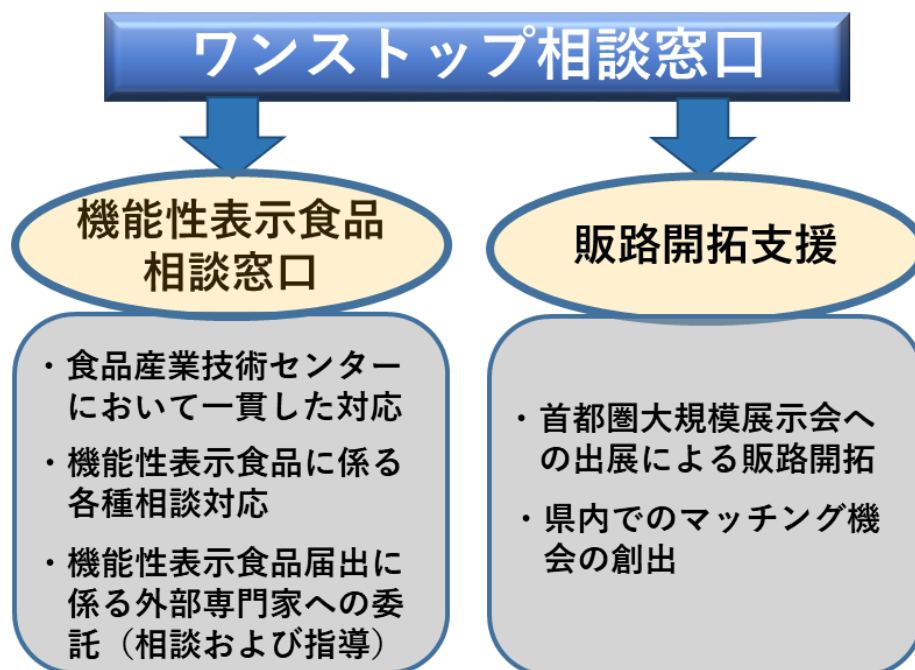 ワンストップ相談窓口
機能性表示食品
相談窓口
・食品産業技術センター
において一貫した対応
・機能性表示食品に係る
各種相談対応
・機能性表示食品届出に
係る外部専門家への委
託（相談および指導）
販路開拓支援
・首都圏大規模展示会へ
の出展による販路開拓
・県内でのマッチング機
会の創出